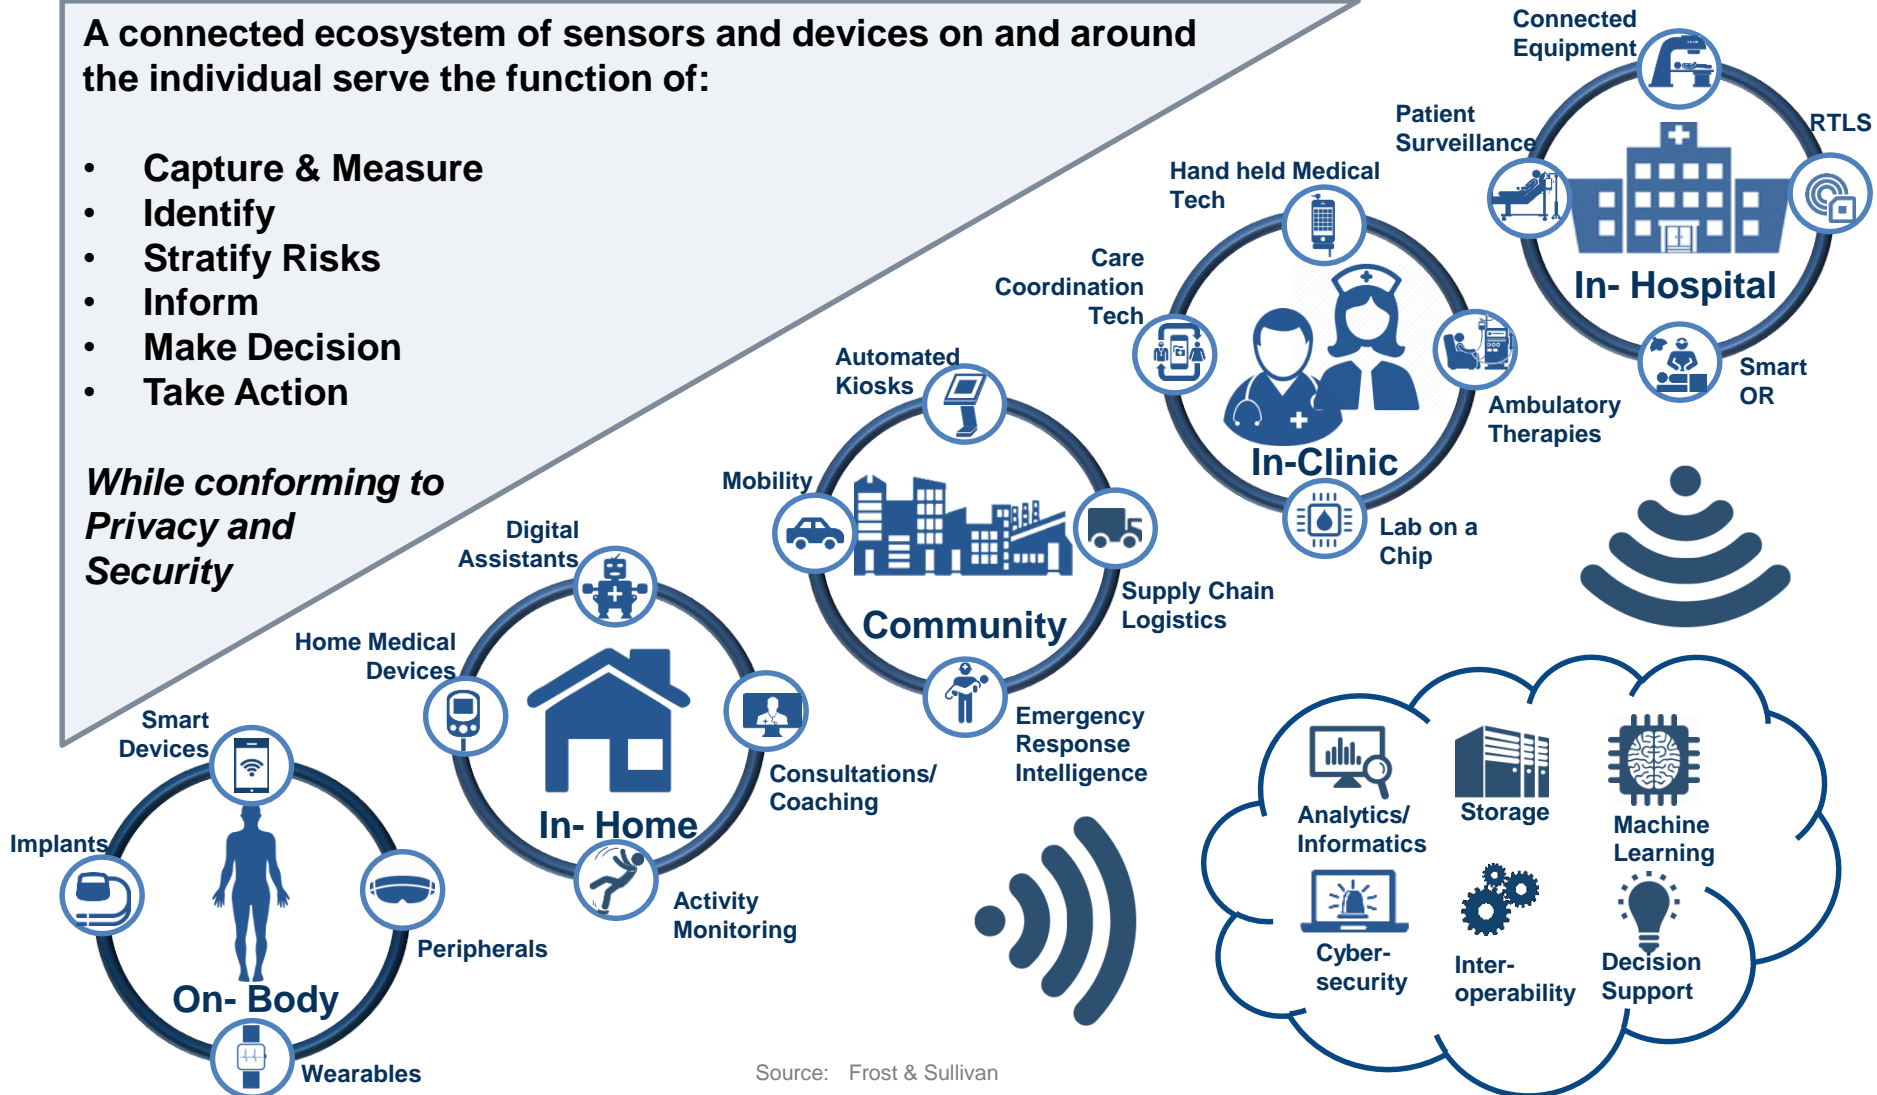 A connected ecosystem of sensors and devices on and around
the individual serve the function of:
• Capture & Measure
• Identify
• Stratify Risks
• Inform
• Make Decision
• Take Action
While conforming to
Privacy and
Security
Smart
Devices
Implants
Peripherals
On- Body
Wearables
Digital
Assistants
Home Medical
Devices
Consultations/
Coaching
In- Home
Activity
Monitoring
Automated
Kiosks
Mobility
Supply Chain
Logistics
Community
Emergency
Response
Intelligence
Hand held Medical
Tech
Care
Coordination
Tech
Ambulatory
Therapies
In-Clinic
Lab on a
Chip
Connected
Equipment
Patient
Surveillance
RTLS
In- Hospital
Smart
OR
Analytics/
Informatics
Storage
Machine
Learning
Cyber-
security
Inter-
operability
Decision
Support
Source: Frost & Sullivan